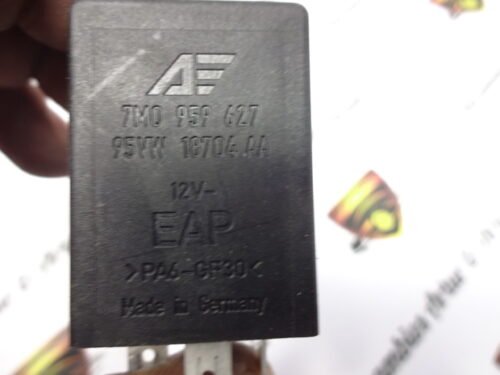 AF
7M0 959 627
95VW 18704 AA
12V-
EAP
>PA6-GF30<
Made in Germany